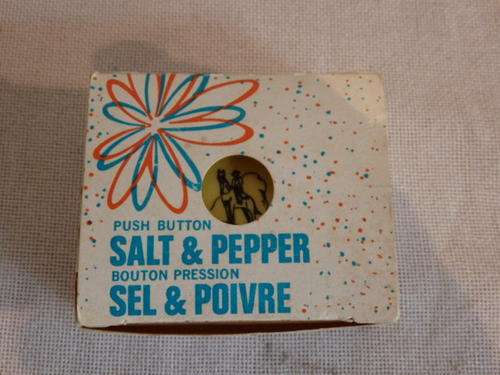 PUSH BUTTON
SALT & PEPPER
BOUTON PRESSION
SEL & POIVRE